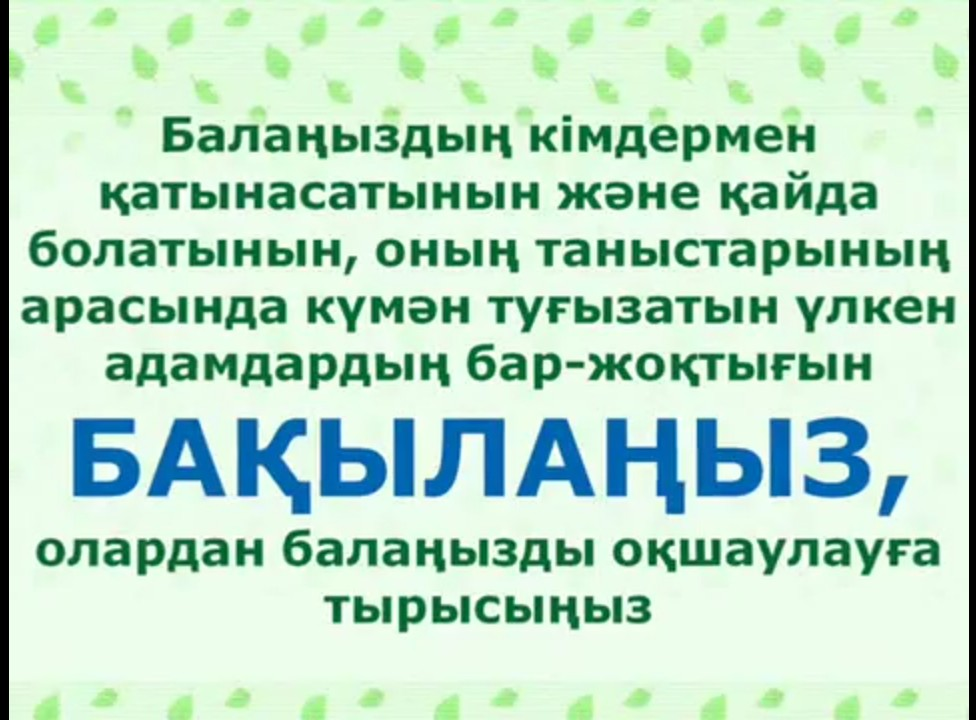 Балаңыздың кімдермен
қатынасатынын және қайда
болатынын, оның таныстарының
арасында күмән туғызатын үлкен
адамдардың бар-жоқтығын
БАҚЫЛАҢЫЗ,
олардан балаңызды оқшаулауға
тырысыңыз